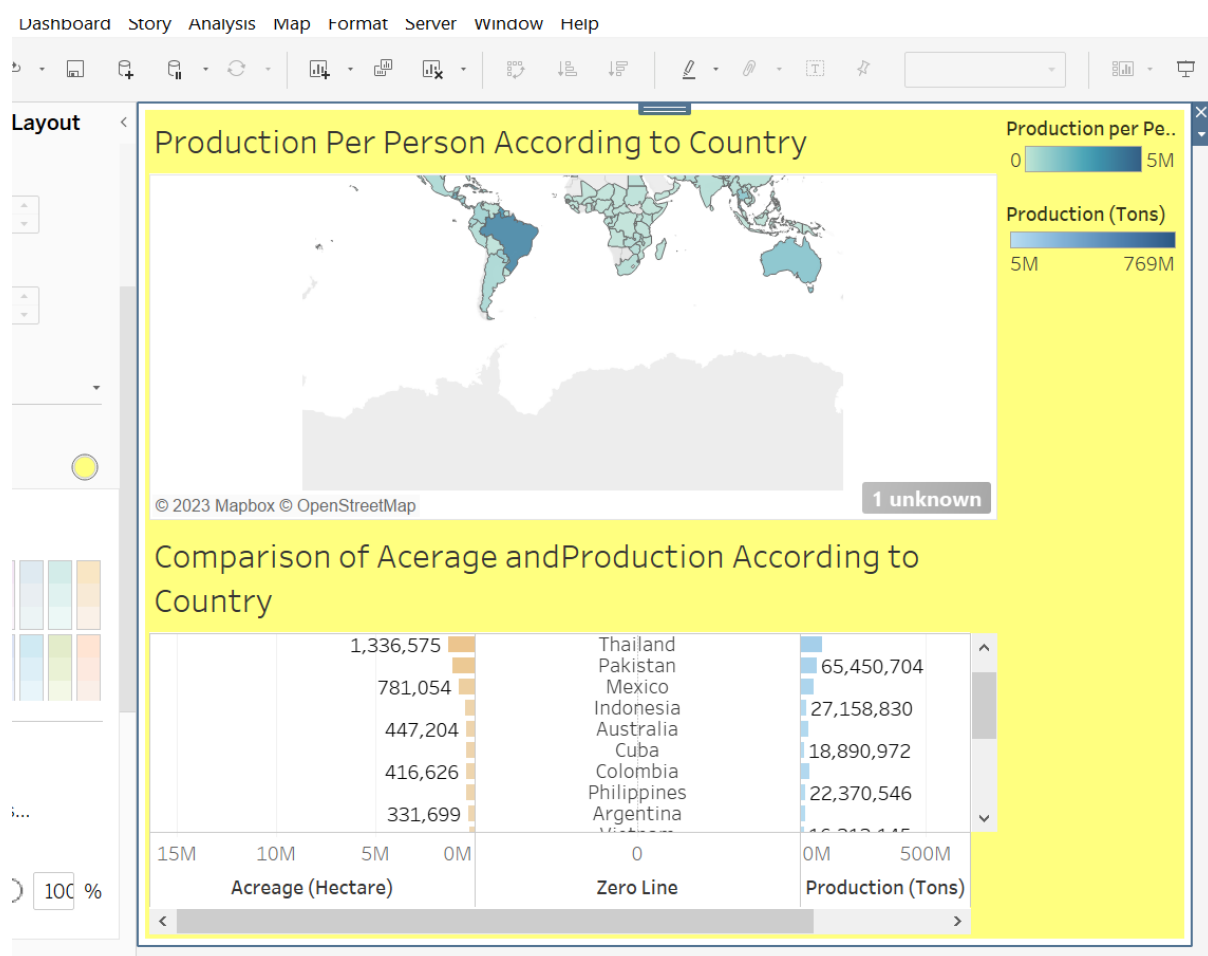 Dashboard Story Analysis Map Format Server Window Help
Layout
Production Per Person According to Country
Production per Pe..
0 5M
Production (Tons)
5M 769M
© 2023 Mapbox © OpenStreetMap
1 unknown
Comparison of Acerage andProduction According to
Country
1,336,575 Thailand
Pakistan 65,450,704
781,054 Mexico
Indonesia 27,158,830
447,204 Australia
Cuba 18,890,972
416,626 Colombia
Philippines 22,370,546
331,699 Argentina
Vietnam 16,313,145
15M 10M 5M 0M 0 0M 500M
Acreage (Hectare) Zero Line Production (Tons)
100 %